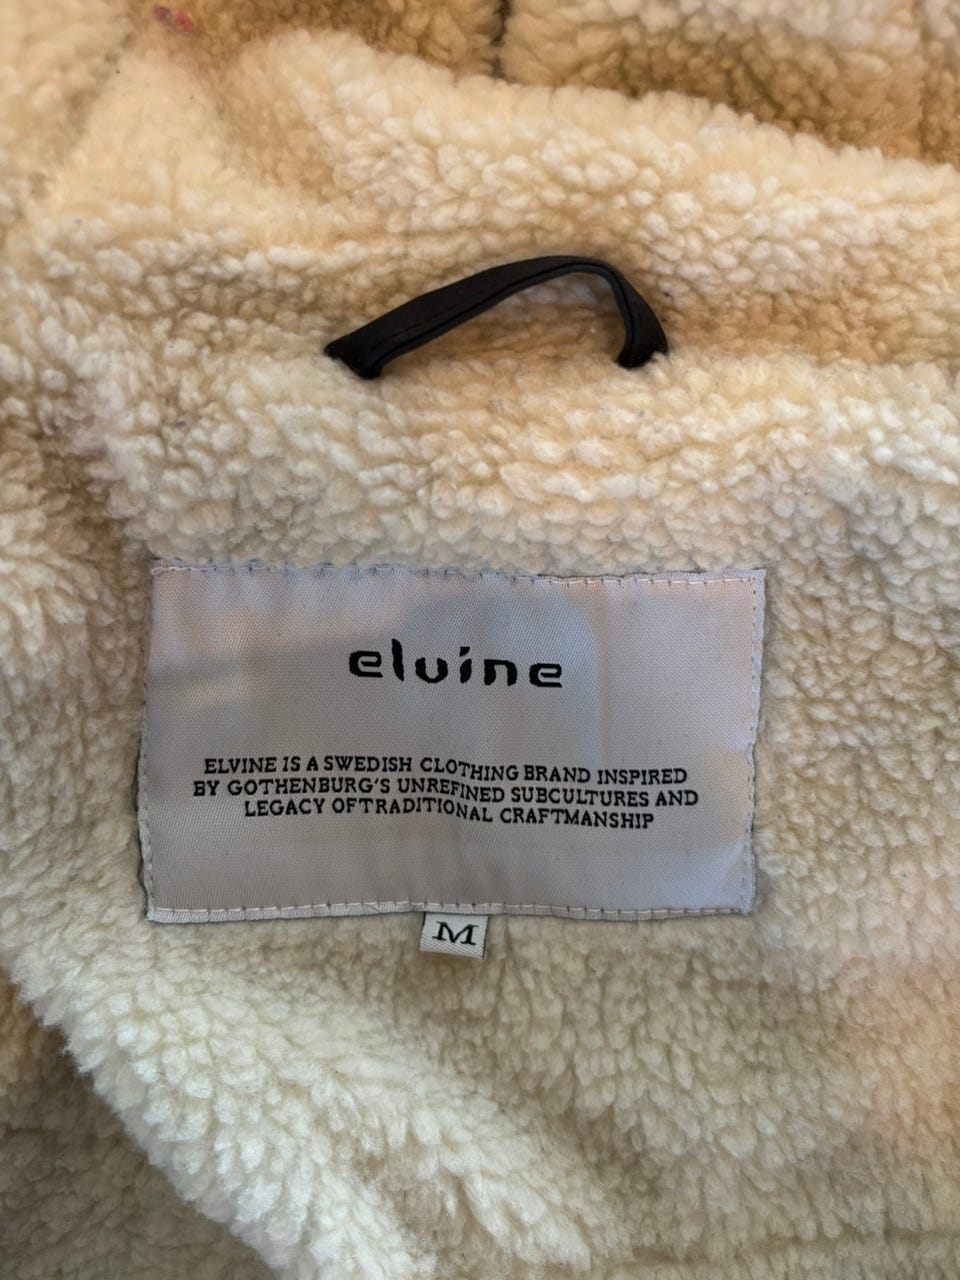 elvine
ELVINE IS A SWEDISH CLOTHING BRAND INSPIRED
BY GOTHENBURG'S UNREFINED SUBCULTURES AND
LEGACY OF TRADITIONAL CRAFTMANSHIP
M